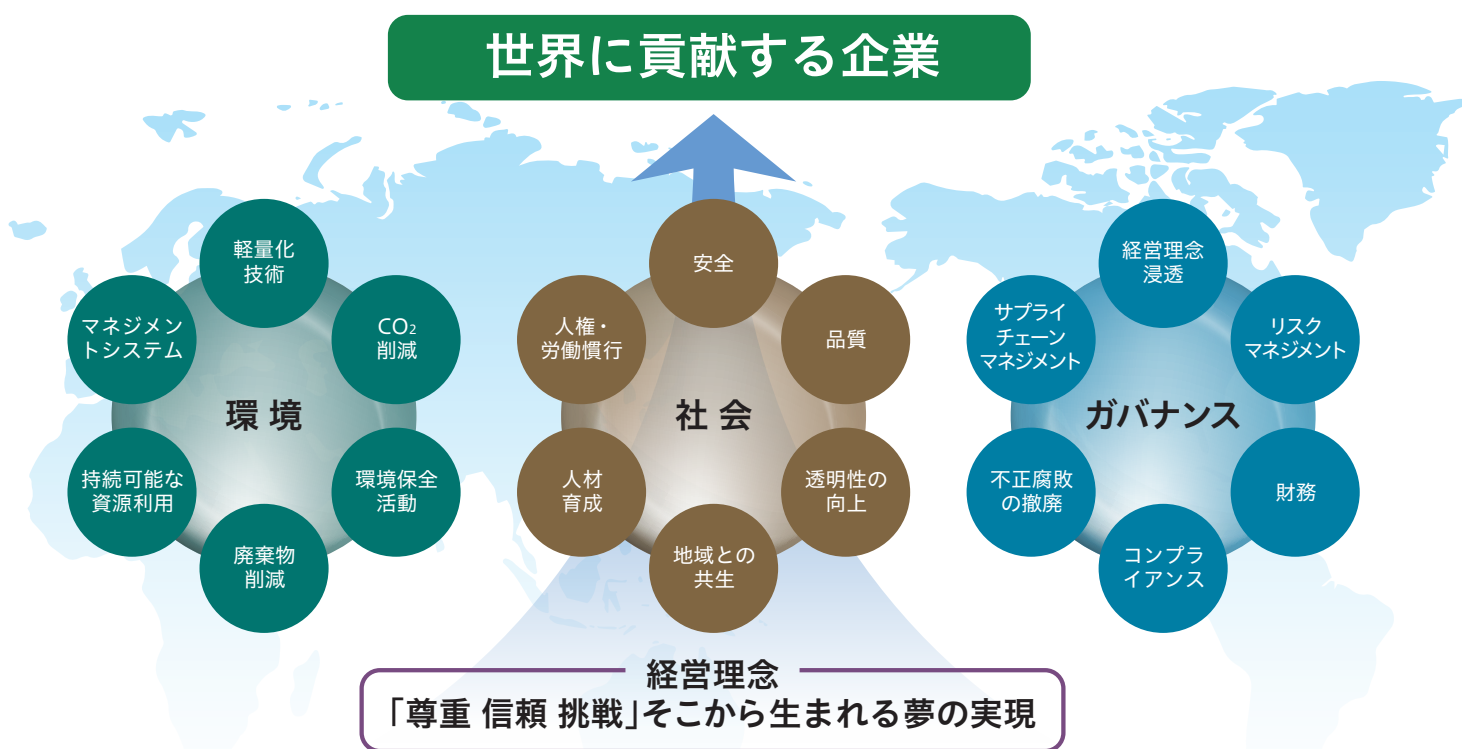 世界に貢献する企業
環境
軽量化
技術
CO₂
削減
環境保全
活動
廃棄物
削減
持続可能な
資源利用
マネジメン
トシステム
社会
安全
品質
透明性の
向上
地域との
共生
人材
育成
人権・
労働慣行
ガバナンス
経営理念
浸透
リスク
マネジメント
財務
コンプラ
イアンス
不正腐敗
の撤廃
サプライ
チェーン
マネジメント
経営理念
「尊重 信頼 挑戦」そこから生まれる夢の実現